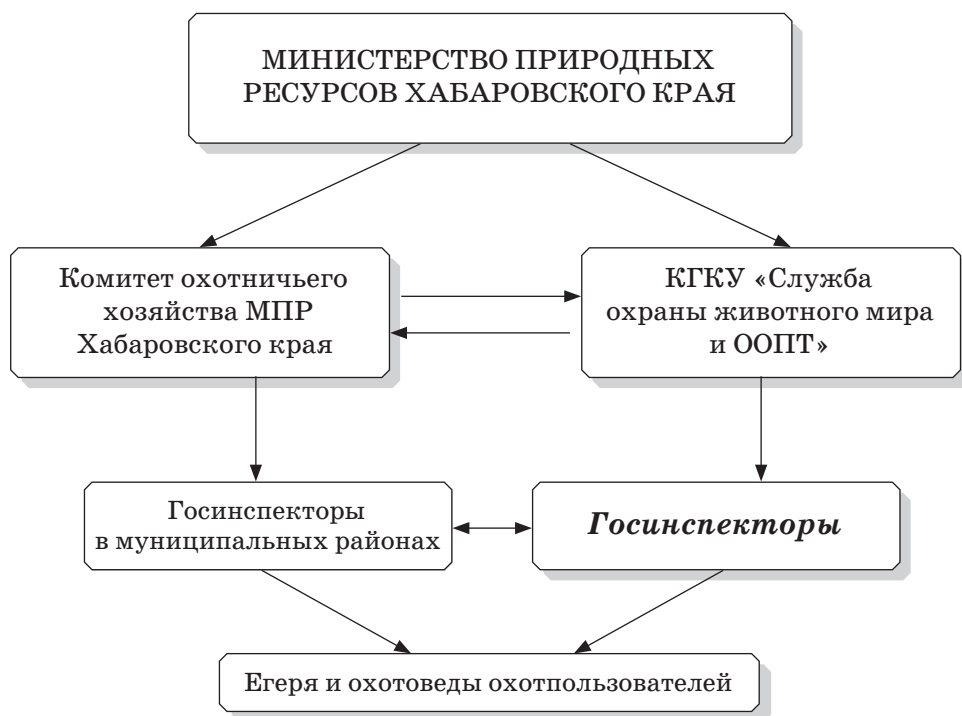 МИНИСТЕРСТВО ПРИРОДНЫХ
РЕСУРСОВ ХАБАРОВСКОГО КРАЯ
Комитет охотничьего
хозяйства МПР
Хабаровского края
КГКУ «Служба
охраны животного мира
и ООПТ»
Госинспекторы
в муниципальных районах
Госинспекторы
Егеря и охотоведы охотпользователей